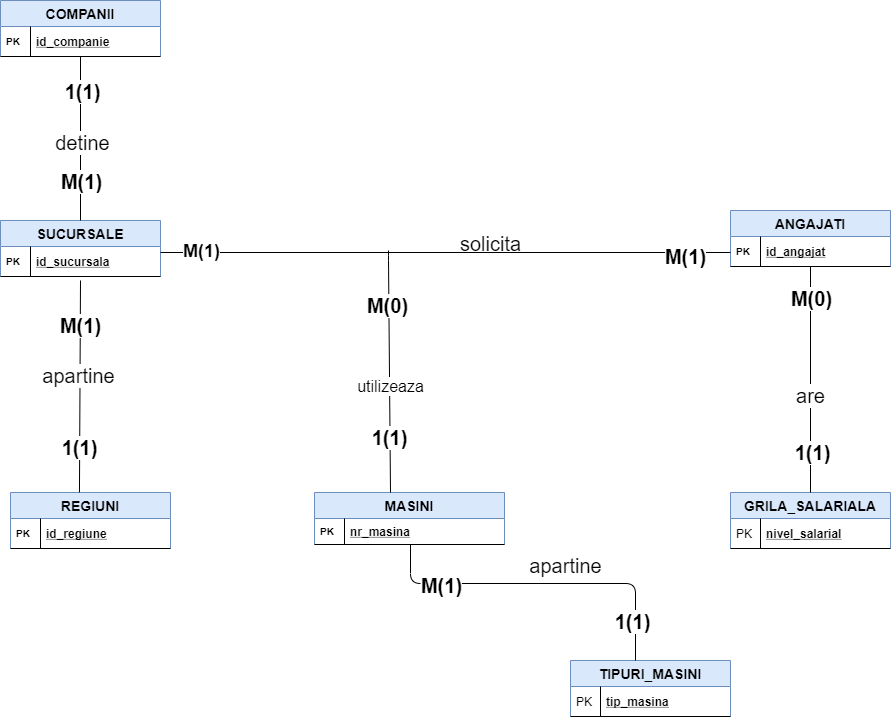 COMPANII
PK id_companie
1(1)
detine
M(1)
SUCURSALE
PK id_sucursala
M(1)
solicita
M(1)
ANGAJATI
PK id_angajat
M(1)
apartine
1(1)
M(0)
utilizeaza
1(1)
M(0)
are
1(1)
REGIUNI
PK id_regiune
MASINI
PK nr_masina
GRILA_SALARIALA
PK nivel_salarial
M(1)
apartine
1(1)
TIPURI_MASINI
PK tip_masina